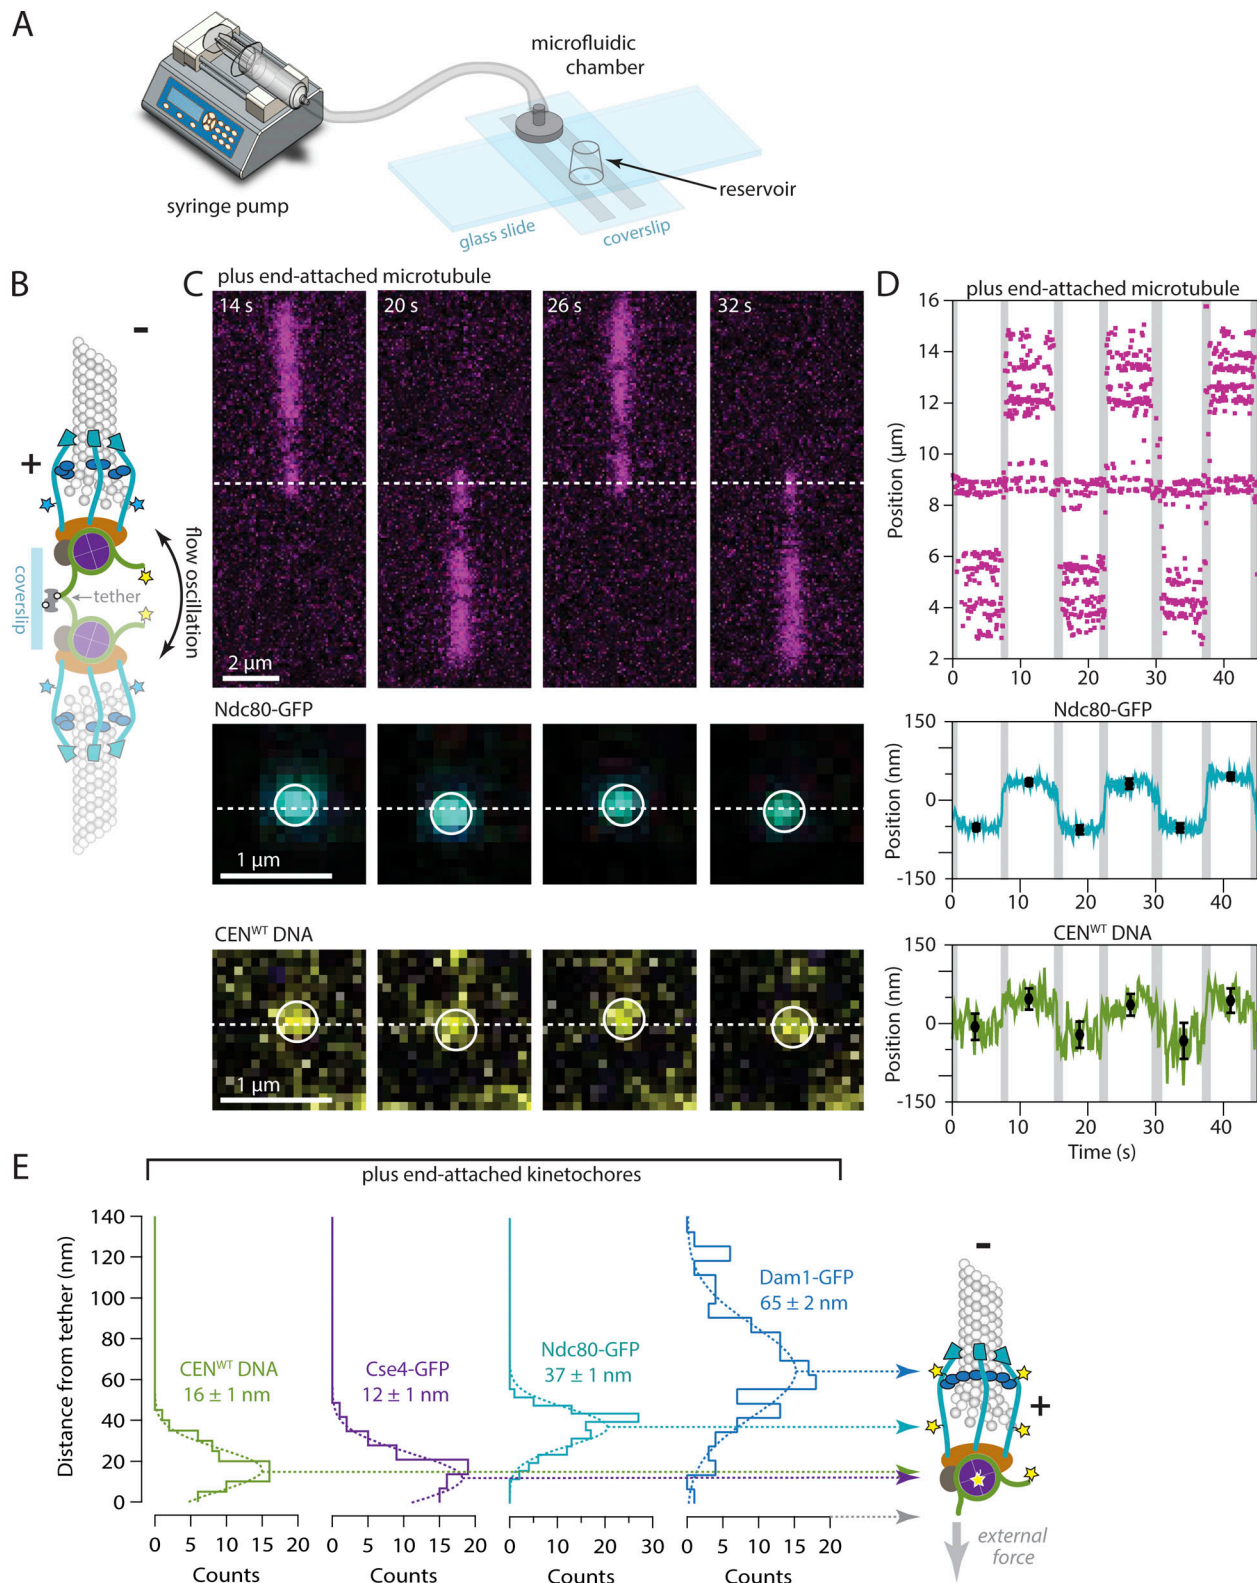 A
microfluidic
chamber
reservoir
syringe pump
glass slide
coverslip
B
-
+
coverslip
tether
flow oscillation
C
plus end-attached microtubule
14 s
20 s
26 s
32 s
2 µm
Ndc80-GFP
1 µm
CENWT DNA
1 µm
D
plus end-attached microtubule
16
14
12
10
8
6
4
2
Position (µm)
0 10 20 30 40
Ndc80-GFP
150
0
-150
Position (nm)
0 10 20 30 40
CENWT DNA
150
0
-150
Position (nm)
0 10 20 30 40
Time (s)
E
plus end-attached kinetochores
140
120
100
80
60
40
20
0
Distance from tether (nm)
CENWT DNA
16 ± 1 nm
0 5 10 15 20
Counts
Cse4-GFP
12 ± 1 nm
0 5 10 15 20
Counts
Ndc80-GFP
37 ± 1 nm
0 10 20 30
Counts
Dam1-GFP
65 ± 2 nm
0 5 10 15 20
Counts
-
+
external
force